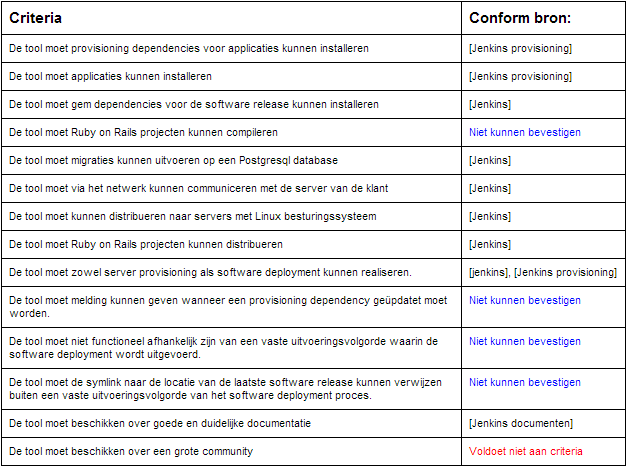 Criteria
Conform bron:
De tool moet provisioning dependencies voor applicaties kunnen installeren
[Jenkins provisioning]
De tool moet applicaties kunnen installeren
[Jenkins provisioning]
De tool moet gem dependencies voor de software release kunnen installeren
[Jenkins]
De tool moet Ruby on Rails projecten kunnen compileren
Niet kunnen bevestigen
De tool moet migraties kunnen uitvoeren op een Postgresql database
[Jenkins]
De tool moet via het netwerk kunnen communiceren met de server van de klant
[Jenkins]
De tool moet kunnen distribueren naar servers met Linux besturingssysteem
[Jenkins]
De tool moet Ruby on Rails projecten kunnen distribueren
[Jenkins]
De tool moet zowel server provisioning als software deployment kunnen realiseren.
[jenkins], [Jenkins provisioning]
De tool moet melding kunnen geven wanneer een provisioning dependency geüpdatet moet
worden.
Niet kunnen bevestigen
De tool moet niet functioneel afhankelijk zijn van een vaste uitvoeringsvolgorde waarin de
software deployment wordt uitgevoerd.
Niet kunnen bevestigen
De tool moet de symlink naar de locatie van de laatste software release kunnen verwijzen
buiten een vaste uitvoeringsvolgorde van het software deployment proces.
Niet kunnen bevestigen
De tool moet beschikken over goede en duidelijke documentatie
[Jenkins documenten]
De tool moet beschikken over een grote community
Voldoet niet aan criteria